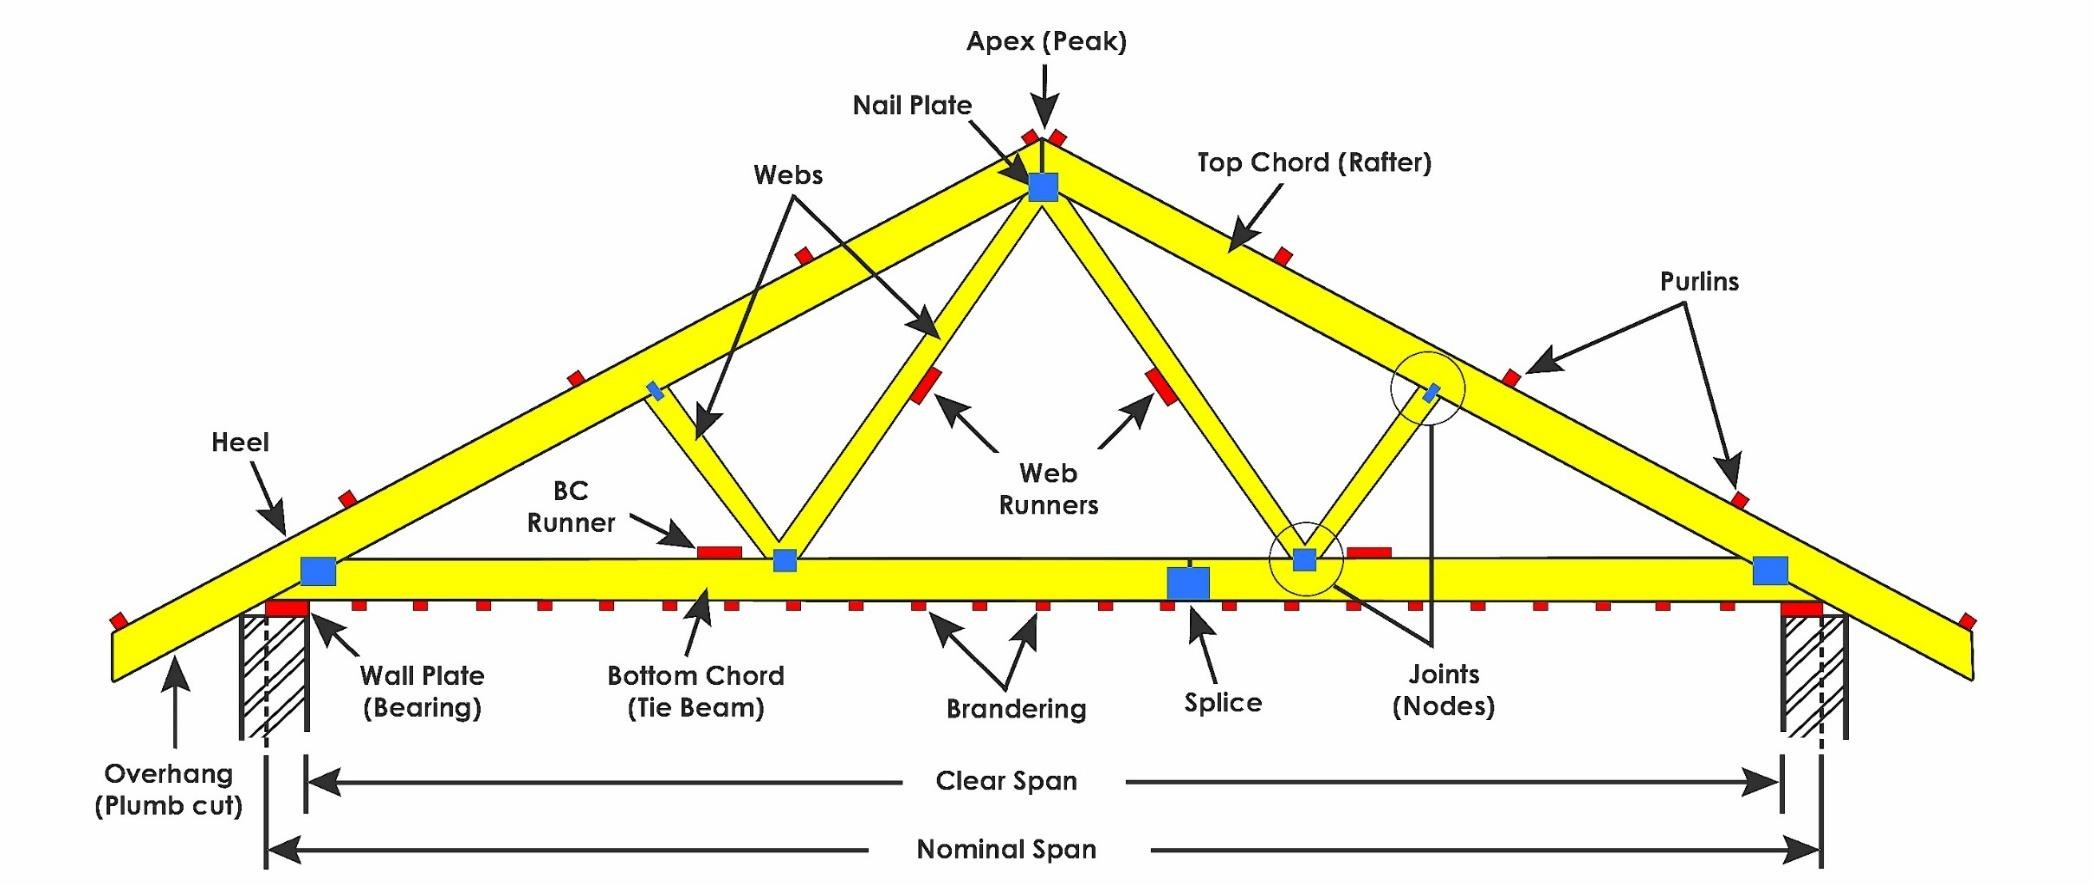 Apex (Peak)
Nail Plate
Webs
Top Chord (Rafter)
Purlins
Heel
BC
Runner
Web
Runners
Wall Plate
(Bearing)
Bottom Chord
(Tie Beam)
Brandering
Splice
Joints
(Nodes)
Overhang
(Plumb cut)
Clear Span
Nominal Span